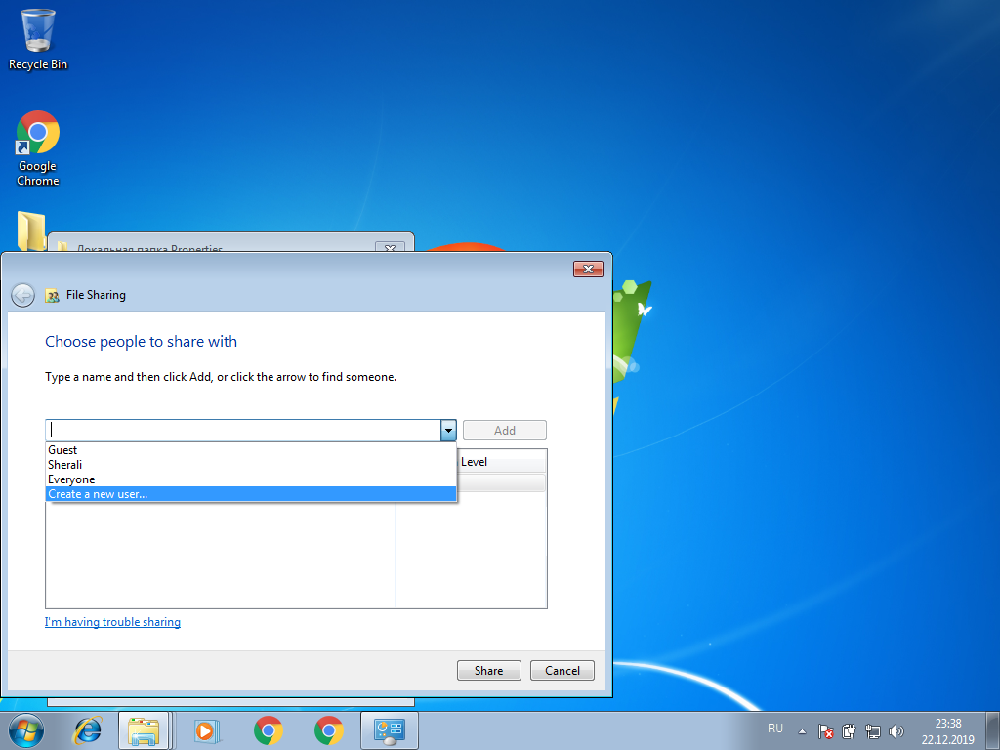 Recycle Bin
Google
Chrome
Локальная папка Properties
File Sharing
Choose people to share with
Type a name and then click Add, or click the arrow to find someone.
Add
Guest
Sherali
Everyone
Create a new user...
Level
I'm having trouble sharing
Share
Cancel
RU
23:38
22.12.2019